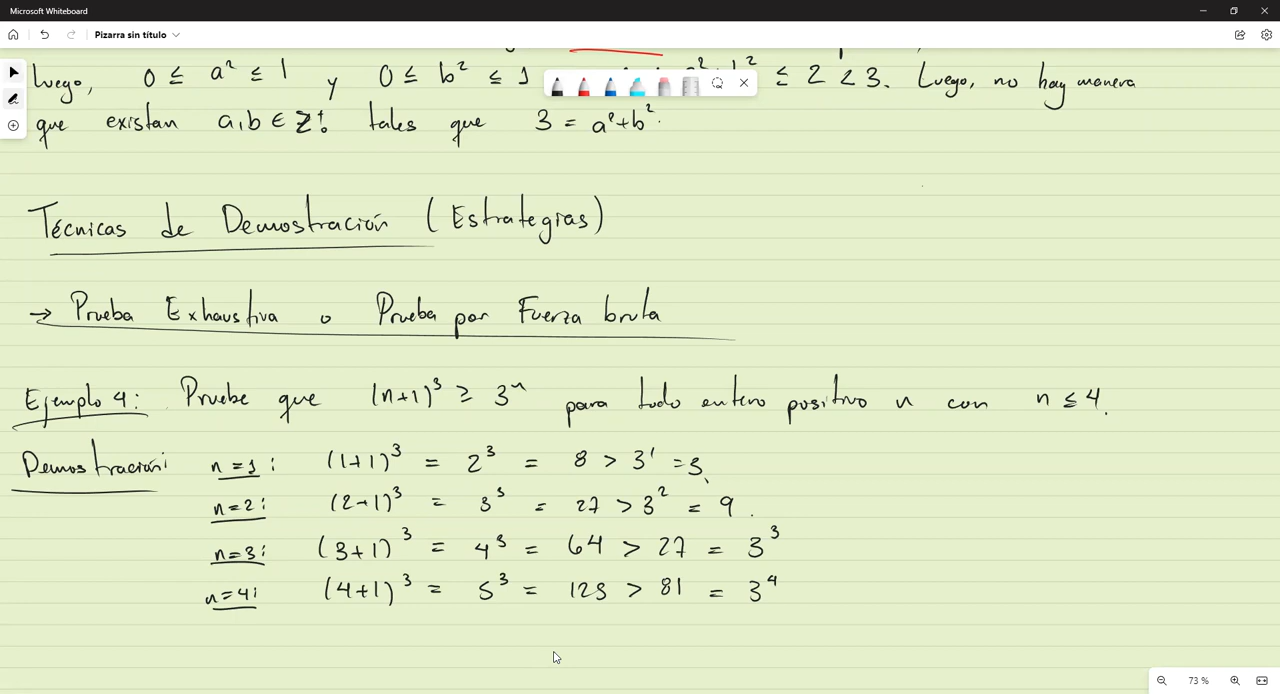 Microsoft Whiteboard
Pizarra sin título
luego, 0 ≤ a² ≤ 1 y 0 ≤ b² ≤ 1 ≤ 2 < 3. Luego, no hay manera
que existan a, b ∈ Z⁺ tales que 3 = a²+b².
Técnicas de Demostración (Estrategias)
→ Prueba Exhaustiva o Prueba por Fuerza bruta
Ejemplo 4: Pruebe que (n+1)³ ≥ 3ⁿ para todo entero positivo n con n ≤ 4.
Demostración: n=1: (1+1)³ = 2³ = 8 > 3¹ = 3,
n=2: (2+1)³ = 3³ = 27 > 3² = 9.
n=3: (3+1)³ = 4³ = 64 > 27 = 3³
n=4: (4+1)³ = 5³ = 125 > 81 = 3⁴
73 %